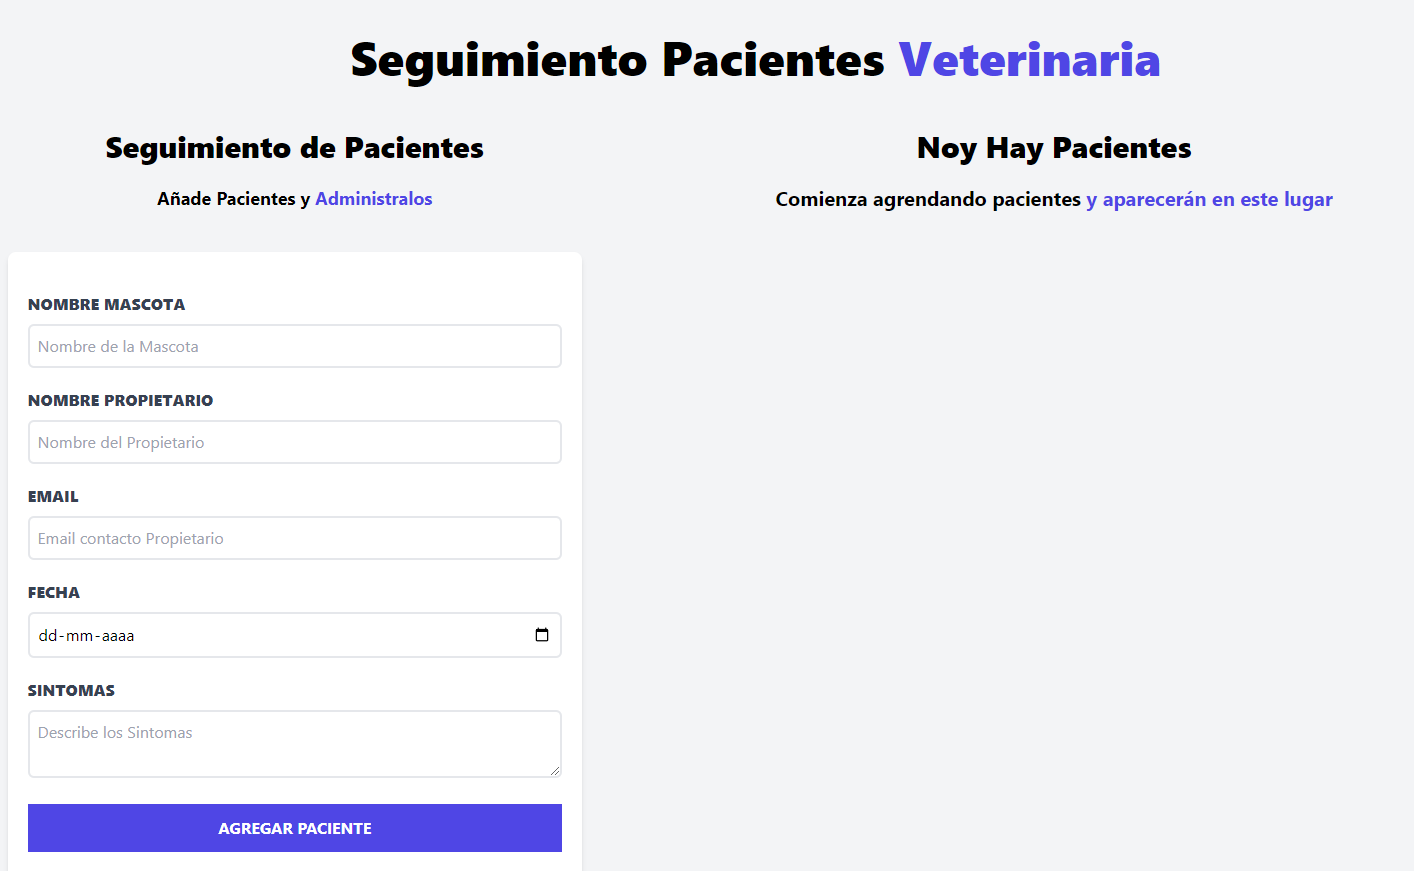 Seguimiento Pacientes Veterinaria
Seguimiento de Pacientes
Añade Pacientes y Administralos
NOMBRE MASCOTA
Nombre de la Mascota
NOMBRE PROPIETARIO
Nombre del Propietario
EMAIL
Email contacto Propietario
FECHA
dd-mm-aaaa
SINTOMAS
Describe los Sintomas
AGREGAR PACIENTE
Noy Hay Pacientes
Comienza agrendando pacientes y aparecerán en este lugar